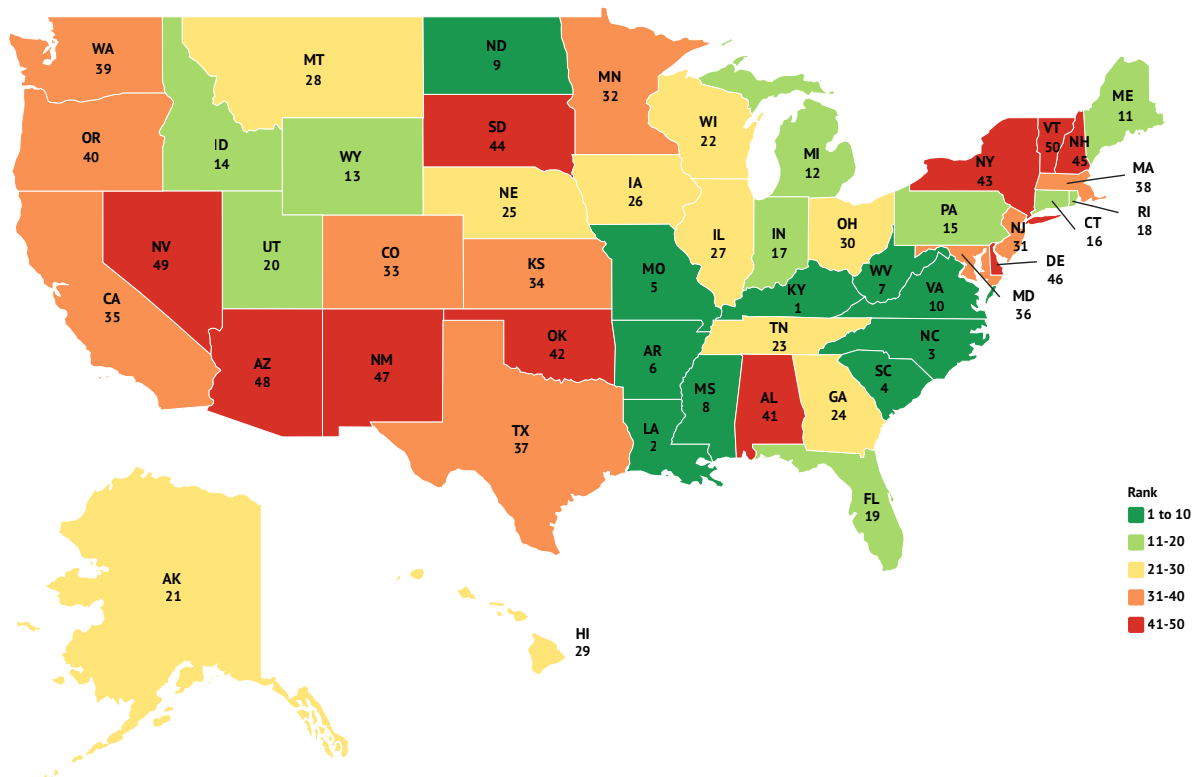 WA
39
MT
28
ND
9
MN
32
OR
40
ID
14
WY
13
SD
44
WI
22
MI
12
ME
11
VT
50
NH
45
NY
43
MA
38
NE
25
IA
26
PA
15
CT
16
RI
18
NV
49
UT
20
CO
33
KS
34
MO
5
IL
27
IN
17
OH
30
NJ
31
DE
46
MD
36
CA
35
KY
1
WV
7
VA
10
TN
23
NC
3
AZ
48
NM
47
OK
42
AR
6
SC
4
MS
8
AL
41
GA
24
TX
37
LA
2
FL
19
AK
21
HI
29
Rank
1 to 10
11-20
21-30
31-40
41-50